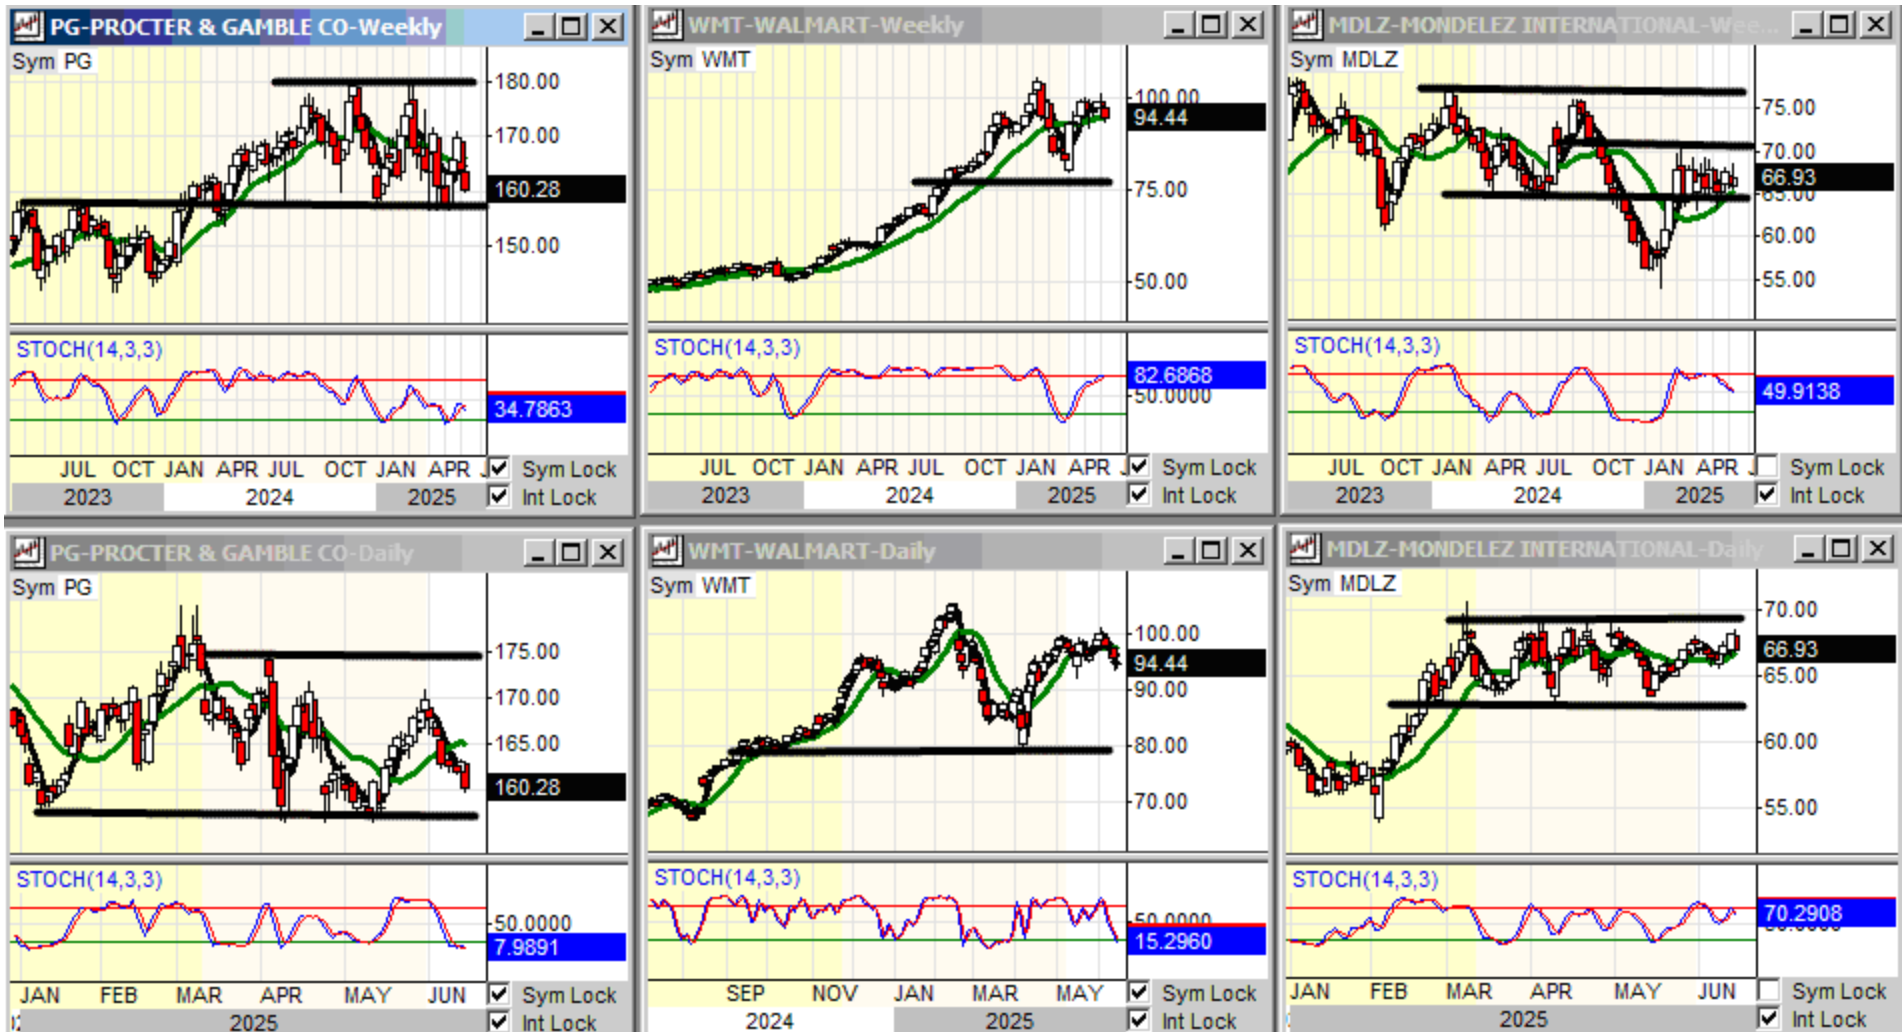 PG-PROCTER & GAMBLE CO-Weekly
Sym PG
180.00
170.00
160.28
150.00
STOCH(14,3,3)
34.7863
JUL OCT JAN APR JUL OCT JAN APR J
2023 2024 2025
Sym Lock
Int Lock
WMT-WALMART-Weekly
Sym WMT
100.00
94.44
75.00
50.00
STOCH(14,3,3)
82.6868
50.0000
JUL OCT JAN APR JUL OCT JAN APR J
2023 2024 2025
Sym Lock
Int Lock
MDLZ-MONDELEZ INTERNATIONAL-Wee...
Sym MDLZ
75.00
70.00
66.93
65.00
60.00
55.00
STOCH(14,3,3)
49.9138
JUL OCT JAN APR JUL OCT JAN APR J
2023 2024 2025
Sym Lock
Int Lock
PG-PROCTER & GAMBLE CO-Daily
Sym PG
175.00
170.00
165.00
160.28
STOCH(14,3,3)
50.0000
7.9891
JAN FEB MAR APR MAY JUN
2025
Sym Lock
Int Lock
WMT-WALMART-Daily
Sym WMT
100.00
94.44
90.00
80.00
70.00
STOCH(14,3,3)
50.0000
15.2960
SEP NOV JAN MAR MAY
2024 2025
Sym Lock
Int Lock
MDLZ-MONDELEZ INTERNATIONAL-Daily
Sym MDLZ
70.00
66.93
65.00
60.00
55.00
STOCH(14,3,3)
70.2908
JAN FEB MAR APR MAY JUN
2025
Sym Lock
Int Lock